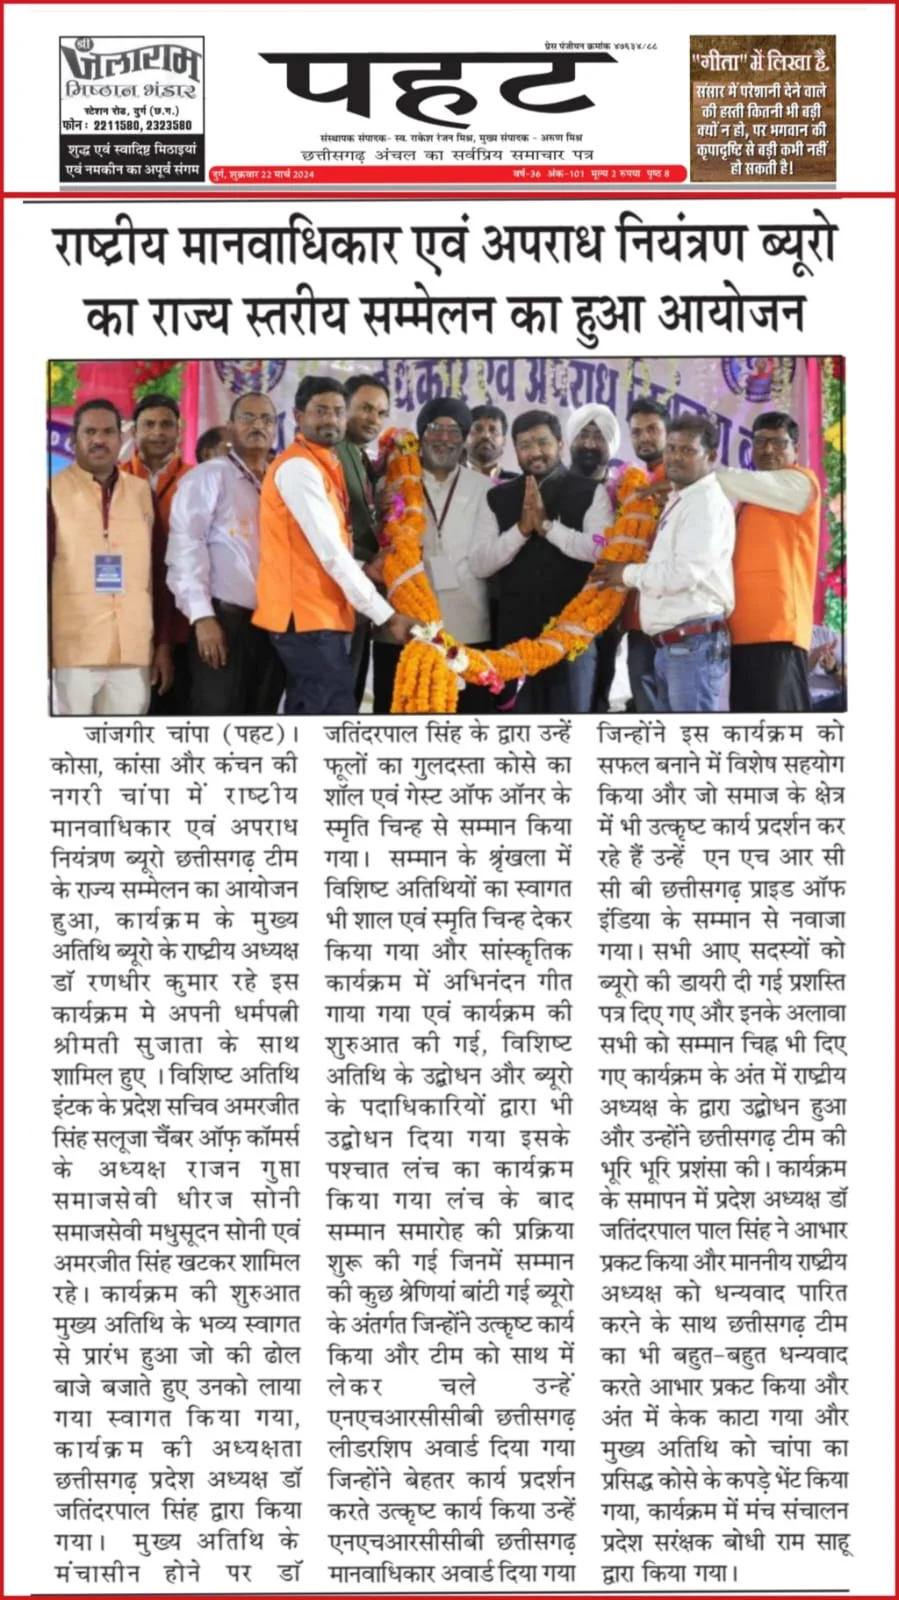 श्री
जलाराम
मिष्ठान भंडार
स्टेशन रोड, दुर्ग (छ.ग.)
फोन : 2211580, 2323580
शुद्ध एवं स्वादिष्ट मिठाइयां
एवं नमकीन का अपूर्व संगम
प्रेस पंजीयन क्रमांक ४७६३४/८८
पहट
संस्थापक संपादक- स्व. राकेश रंजन मिश्र, मुख्य संपादक - अरुण मिश्र
छत्तीसगढ़ अंचल का सर्वप्रिय समाचार पत्र
दुर्ग, शुक्रवार 22 मार्च 2024
वर्ष-36 अंक-101 मूल्य 2 रुपया पृष्ठ 8
"गीता" में लिखा है.
संसार में परेशानी देने वाले
की हस्ती कितनी भी बड़ी
क्यों न हो, पर भगवान की
कृपादृष्टि से बड़ी कभी नहीं
हो सकती है!
राष्ट्रीय मानवाधिकार एवं अपराध नियंत्रण ब्यूरो
का राज्य स्तरीय सम्मेलन का हुआ आयोजन
जांजगीर चांपा (पहट)।
कोसा, कांसा और कंचन की
नगरी चांपा में राष्टीय
मानवाधिकार एवं अपराध
नियंत्रण ब्यूरो छत्तीसगढ़ टीम
के राज्य सम्मेलन का आयोजन
हुआ, कार्यक्रम के मुख्य
अतिथि ब्यूरो के राष्ट्रीय अध्यक्ष
डॉ रणधीर कुमार रहे इस
कार्यक्रम मे अपनी धर्मपत्नी
श्रीमती सुजाता के साथ
शामिल हुए । विशिष्ट अतिथि
इंटक के प्रदेश सचिव अमरजीत
सिंह सलूजा चैंबर ऑफ़ कॉमर्स
के अध्यक्ष राजन गुप्ता
समाजसेवी धीरज सोनी
समाजसेवी मधुसूदन सोनी एवं
अमरजीत सिंह खटकर शामिल
रहे। कार्यक्रम की शुरुआत
मुख्य अतिथि के भव्य स्वागत
से प्रारंभ हुआ जो की ढोल
बाजे बजाते हुए उनको लाया
गया स्वागत किया गया,
कार्यक्रम की अध्यक्षता
छत्तीसगढ़ प्रदेश अध्यक्ष डॉ
जतिंदरपाल सिंह द्वारा किया
गया। मुख्य अतिथि के
मंचासीन होने पर डॉ
जतिंदरपाल सिंह के द्वारा उन्हें
फूलों का गुलदस्ता कोसे का
शॉल एवं गेस्ट ऑफ ऑनर के
स्मृति चिन्ह से सम्मान किया
गया। सम्मान के श्रृंखला में
विशिष्ट अतिथियों का स्वागत
भी शाल एवं स्मृति चिन्ह देकर
किया गया और सांस्कृतिक
कार्यक्रम में अभिनंदन गीत
गाया गया एवं कार्यक्रम की
शुरुआत की गई, विशिष्ट
अतिथि के उद्बोधन और ब्यूरो
के पदाधिकारियों द्वारा भी
उद्बोधन दिया गया इसके
पश्चात लंच का कार्यक्रम
किया गया लंच के बाद
सम्मान समारोह की प्रक्रिया
शुरू की गई जिनमें सम्मान
की कुछ श्रेणियां बांटी गई ब्यूरो
के अंतर्गत जिन्होंने उत्कृष्ट कार्य
किया और टीम को साथ में
लेकर चले उन्हें
एनएचआरसीसीबी छत्तीसगढ़
लीडरशिप अवार्ड दिया गया
जिन्होंने बेहतर कार्य प्रदर्शन
करते उत्कृष्ट कार्य किया उन्हें
एनएचआरसीसीबी छत्तीसगढ़
मानवाधिकार अवार्ड दिया गया
जिन्होंने इस कार्यक्रम को
सफल बनाने में विशेष सहयोग
किया और जो समाज के क्षेत्र
में भी उत्कृष्ट कार्य प्रदर्शन कर
रहे हैं उन्हें एन एच आर सी
सी बी छत्तीसगढ़ प्राइड ऑफ
इंडिया के सम्मान से नवाजा
गया। सभी आए सदस्यों को
ब्यूरो की डायरी दी गई प्रशस्ति
पत्र दिए गए और इनके अलावा
सभी को सम्मान चिह्न भी दिए
गए कार्यक्रम के अंत में राष्ट्रीय
अध्यक्ष के द्वारा उद्बोधन हुआ
और उन्होंने छत्तीसगढ़ टीम की
भूरि भूरि प्रशंसा की। कार्यक्रम
के समापन में प्रदेश अध्यक्ष डॉ
जतिंदरपाल पाल सिंह ने आभार
प्रकट किया और माननीय राष्ट्रीय
अध्यक्ष को धन्यवाद पारित
करने के साथ छत्तीसगढ़ टीम
का भी बहुत-बहुत धन्यवाद
करते आभार प्रकट किया और
अंत में केक काटा गया और
मुख्य अतिथि को चांपा का
प्रसिद्ध कोसे के कपड़े भेंट किया
गया, कार्यक्रम में मंच संचालन
प्रदेश सरंक्षक बोधी राम साहू
द्वारा किया गया।